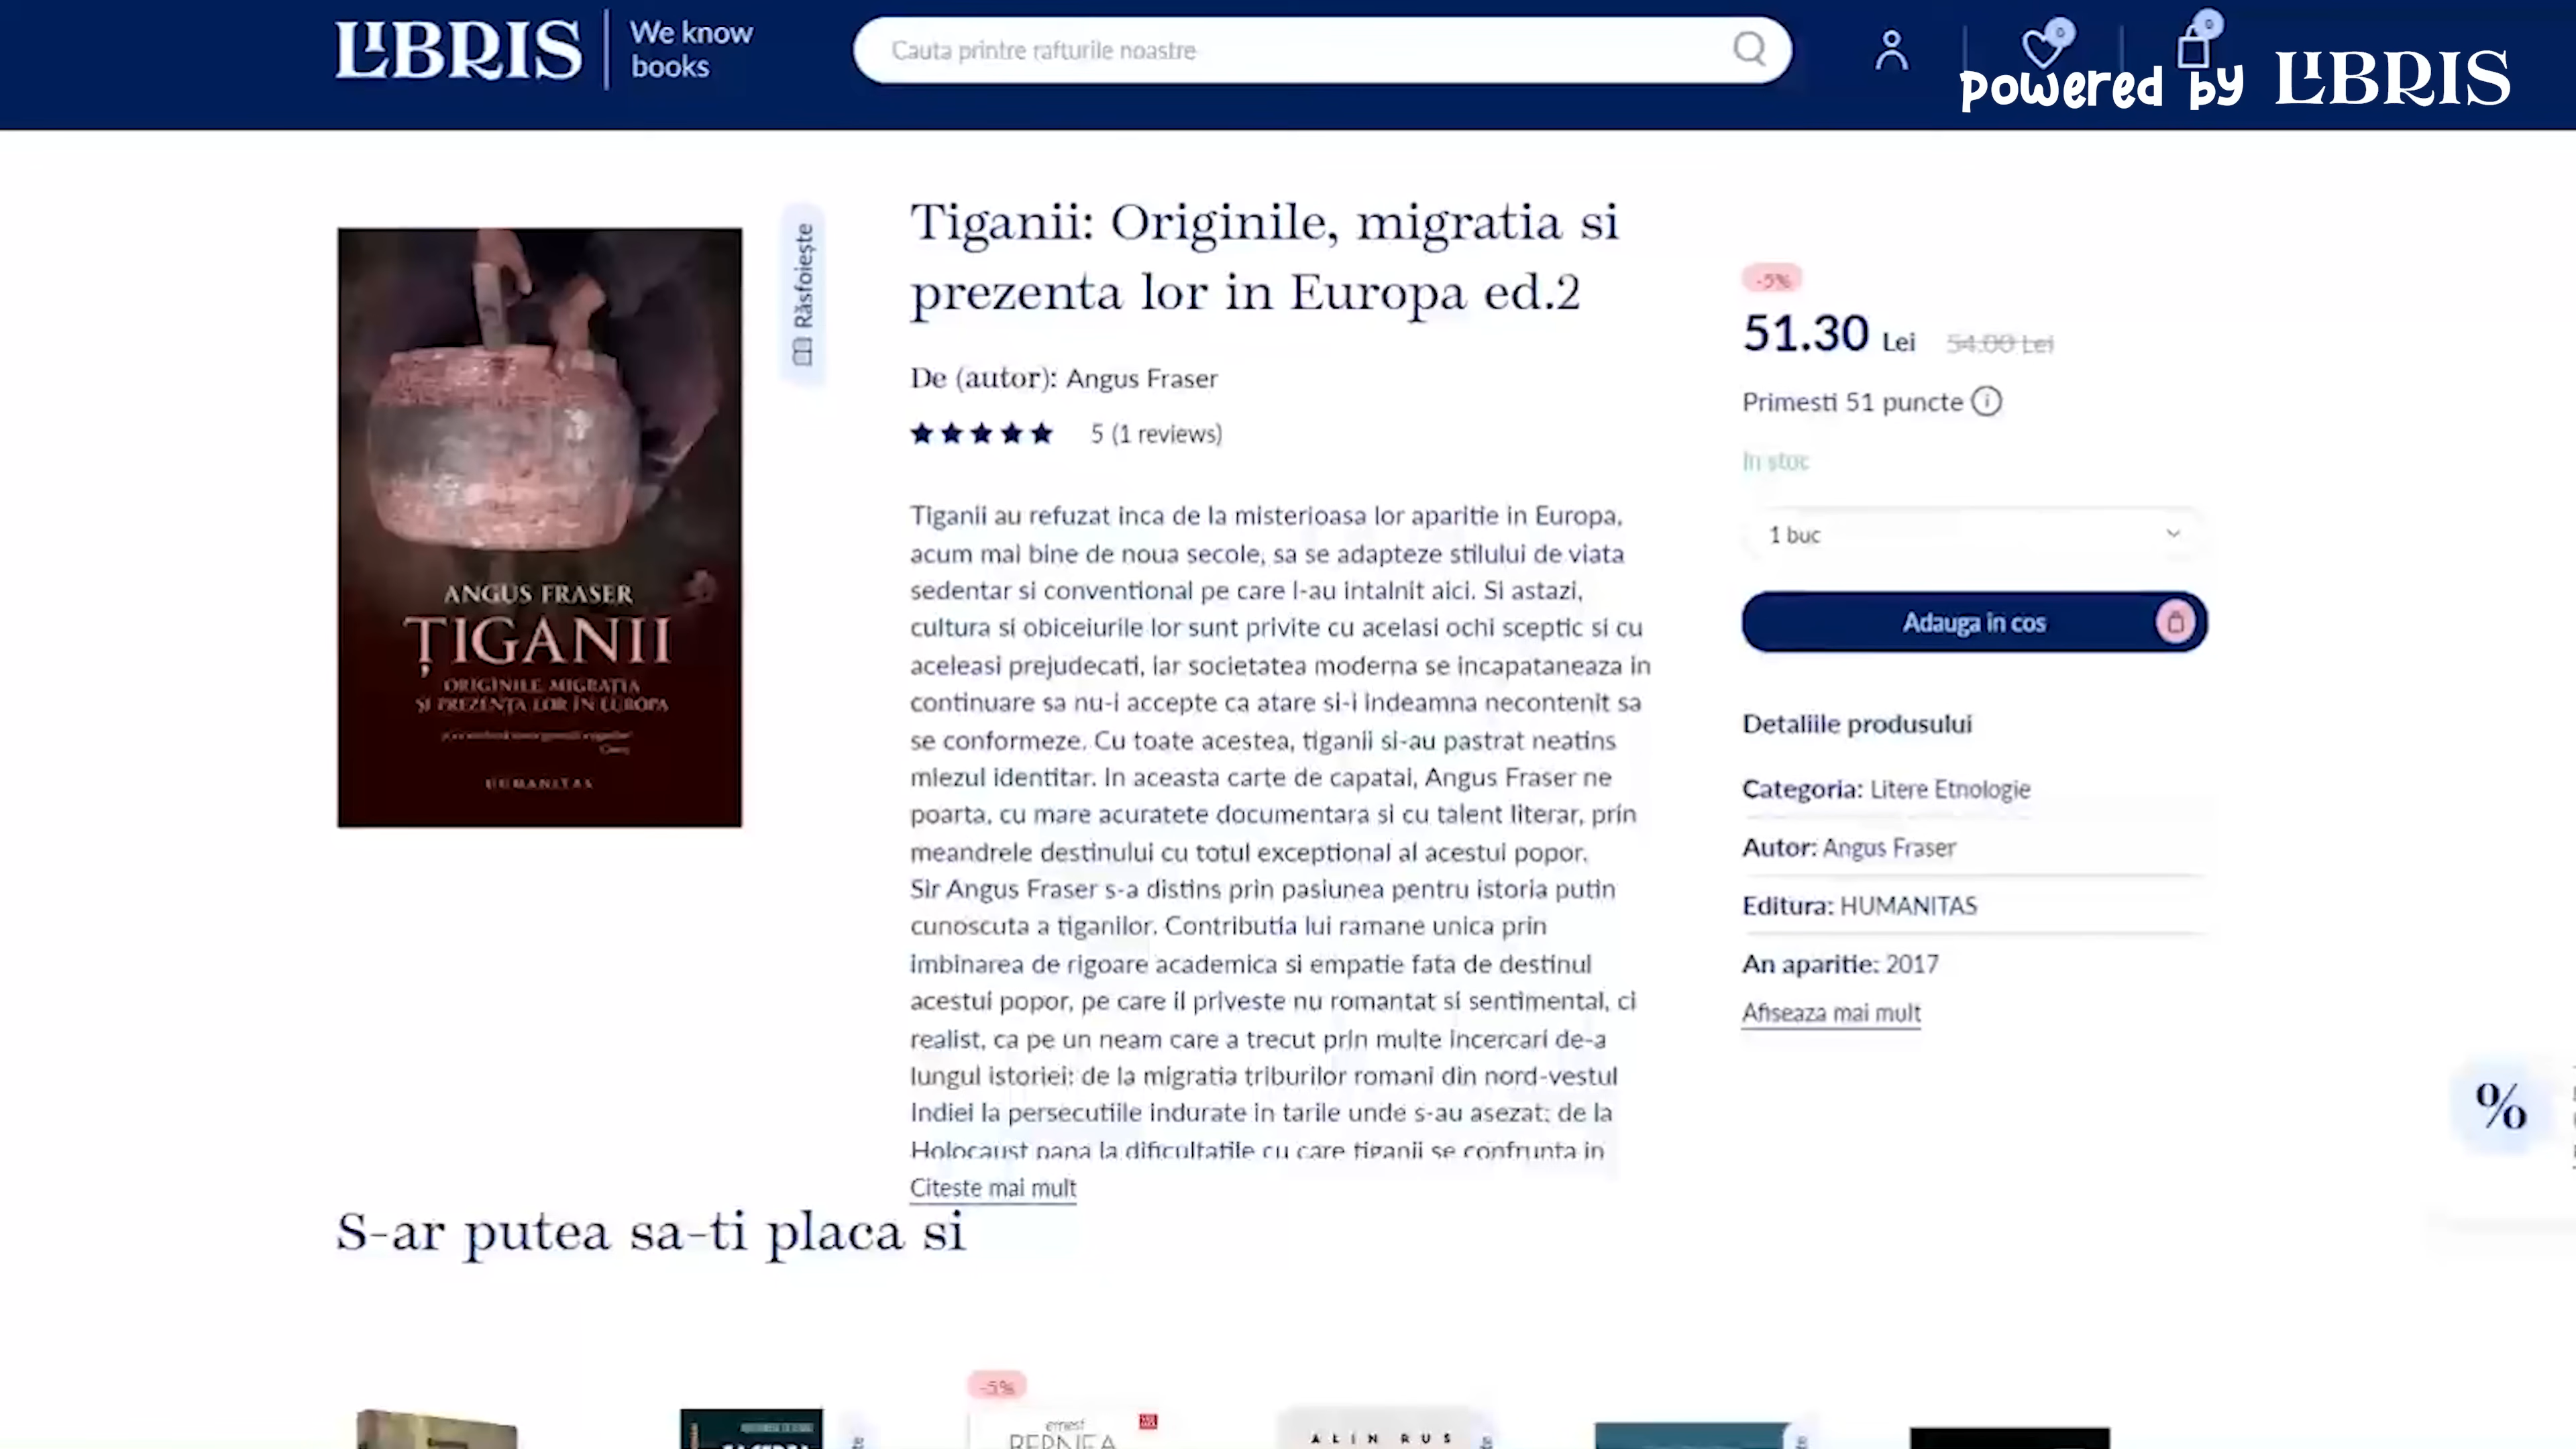 LIBRIS
We know
books
Cauta printre rafturile noastre
0
0
powered by LIBRIS
Răsfoiește
Tiganii: Originile, migratia si
prezenta lor in Europa ed.2
De (autor): Angus Fraser
5 (1 reviews)
Tiganii au refuzat inca de la misterioasa lor aparitie in Europa,
acum mai bine de noua secole, sa se adapteze stilului de viata
sedentar si conventional pe care l-au intalnit aici. Si astazi,
cultura si obiceiurile lor sunt privite cu acelasi ochi sceptic si cu
aceleasi prejudecati, iar societatea moderna se incapataneaza in
continuare sa nu-i accepte ca atare si-i indeamna necontenit sa
se conformeze. Cu toate acestea, tiganii si-au pastrat neatins
miezul identitar. In aceasta carte de capatai, Angus Fraser ne
poarta, cu mare acuratete documentara si cu talent literar, prin
meandrele destinului cu totul exceptional al acestui popor.
Sir Angus Fraser s-a distins prin pasiunea pentru istoria putin
cunoscuta a tiganilor. Contributia lui ramane unica prin
imbinarea de rigoare academica si empatie fata de destinul
acestui popor, pe care il priveste nu romantat si sentimental, ci
realist, ca pe un neam care a trecut prin multe incercari de-a
lungul istoriei: de la migratia triburilor romani din nord-vestul
Indiei la persecutiile indurate in tarile unde s-au asezat; de la
Holocaust pana la dificultatile cu care tiganii se confrunta in
Citeste mai mult
ANGUS FRASER
ȚIGANII
ORIGINILE, MIGRAȚIA
ȘI PREZENȚA LOR ÎN EUROPA
HUMANITAS
-5%
51.30 Lei 54.00 Lei
Primesti 51 puncte
In stoc
1 buc
Adauga in cos
Detaliile produsului
Categoria: Litere Etnologie
Autor: Angus Fraser
Editura: HUMANITAS
An aparitie: 2017
Afiseaza mai mult
%
S-ar putea sa-ti placa si
-5%
ernest
BERNEA
ALIN RUS